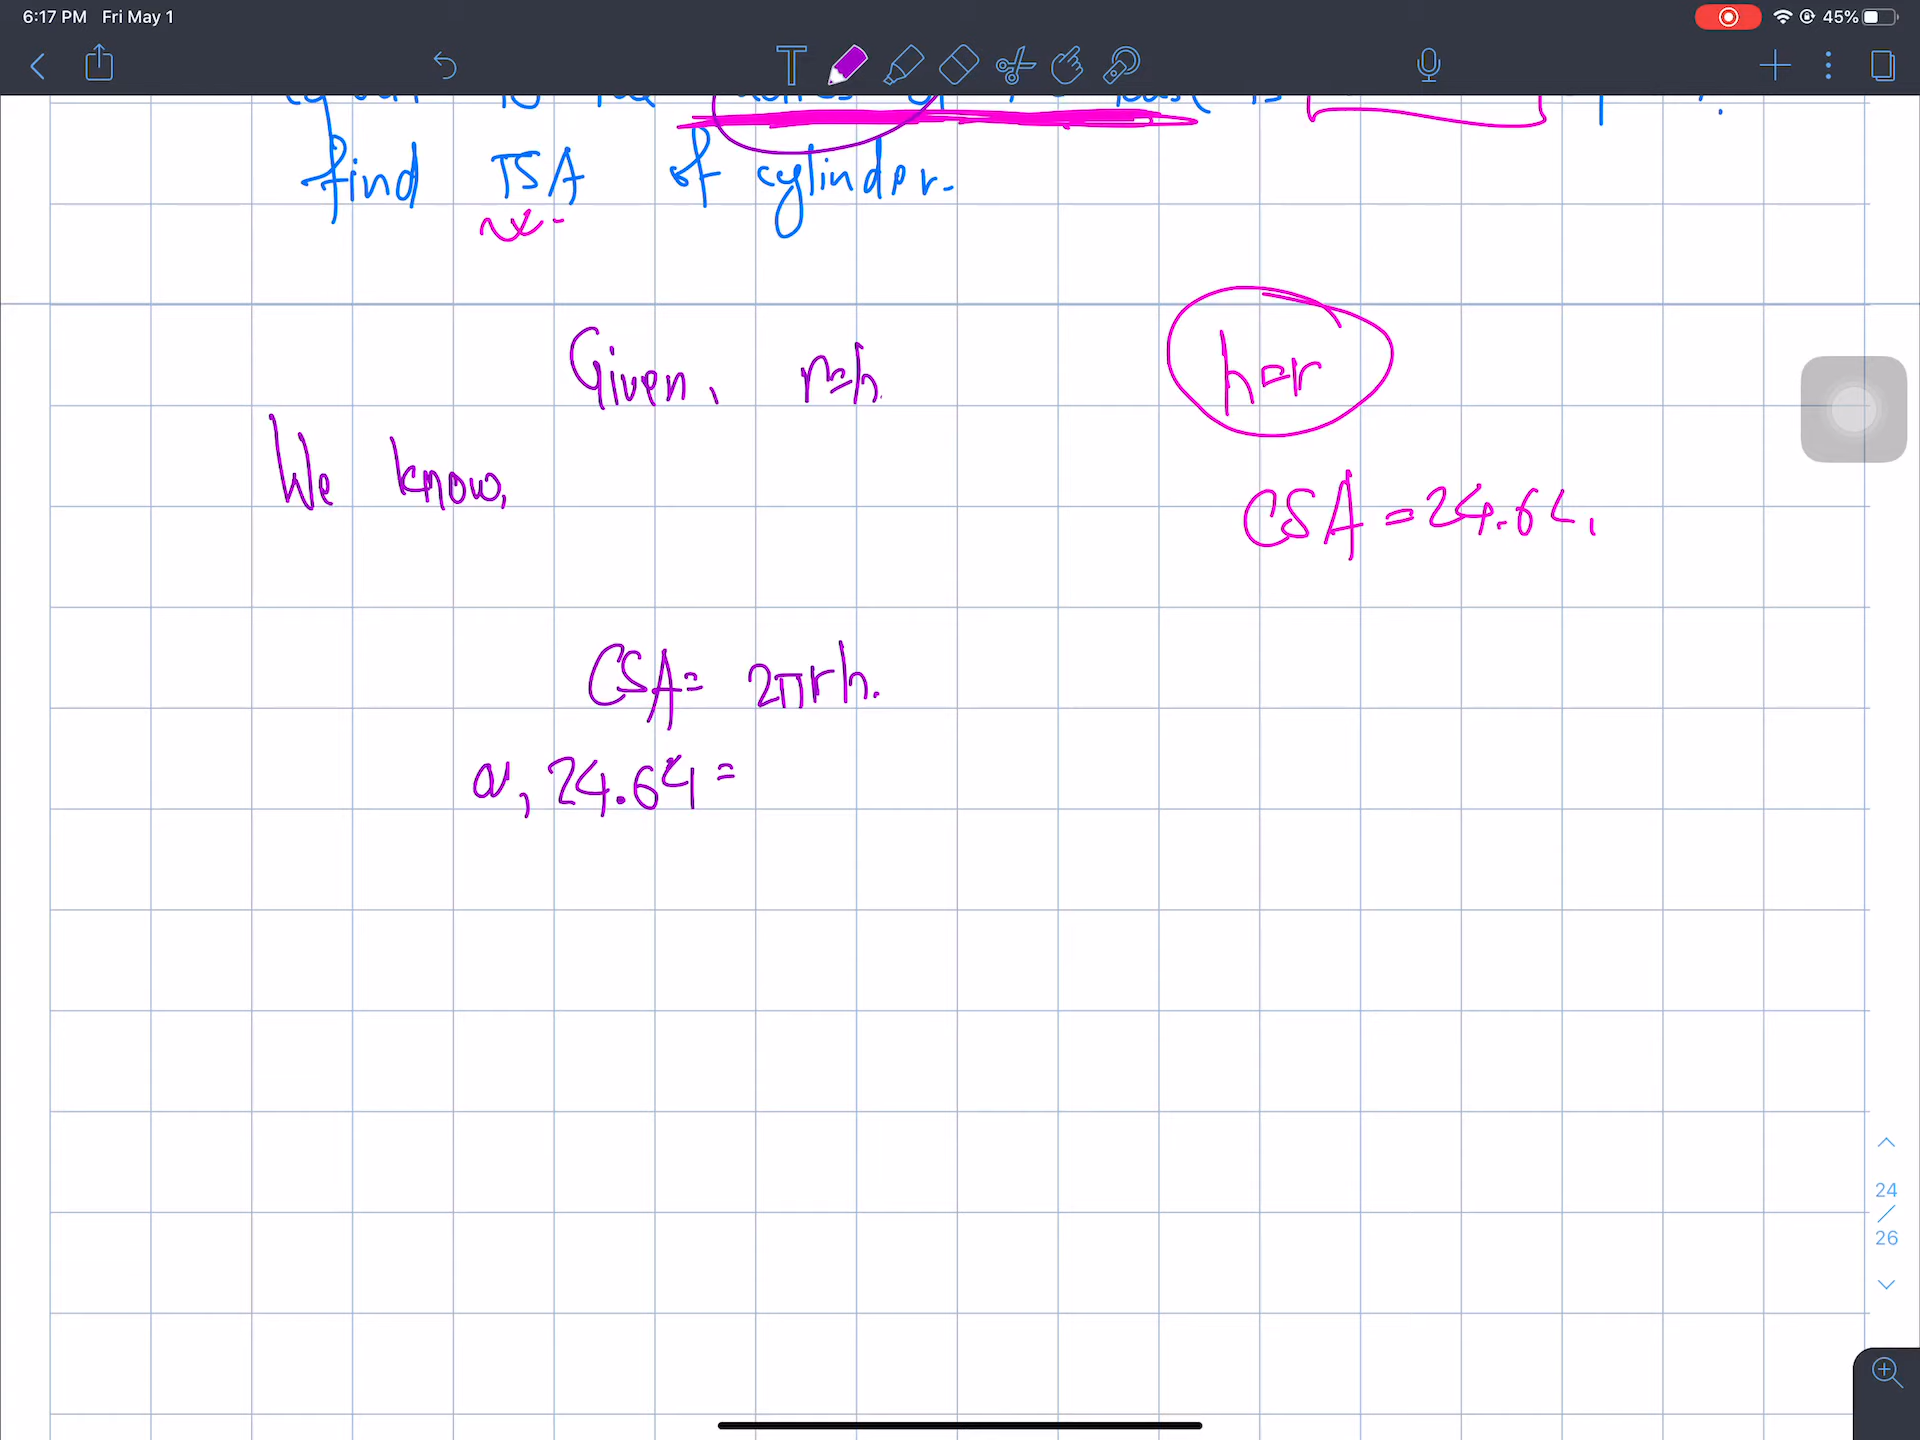 6:17 PM Fri May 1
45%
find TSA of cylinder.
Given, r=h.
h=r
We know,
CSA = 24.64,
CSA = 2πrh.
or, 24.64 =
24
/
26